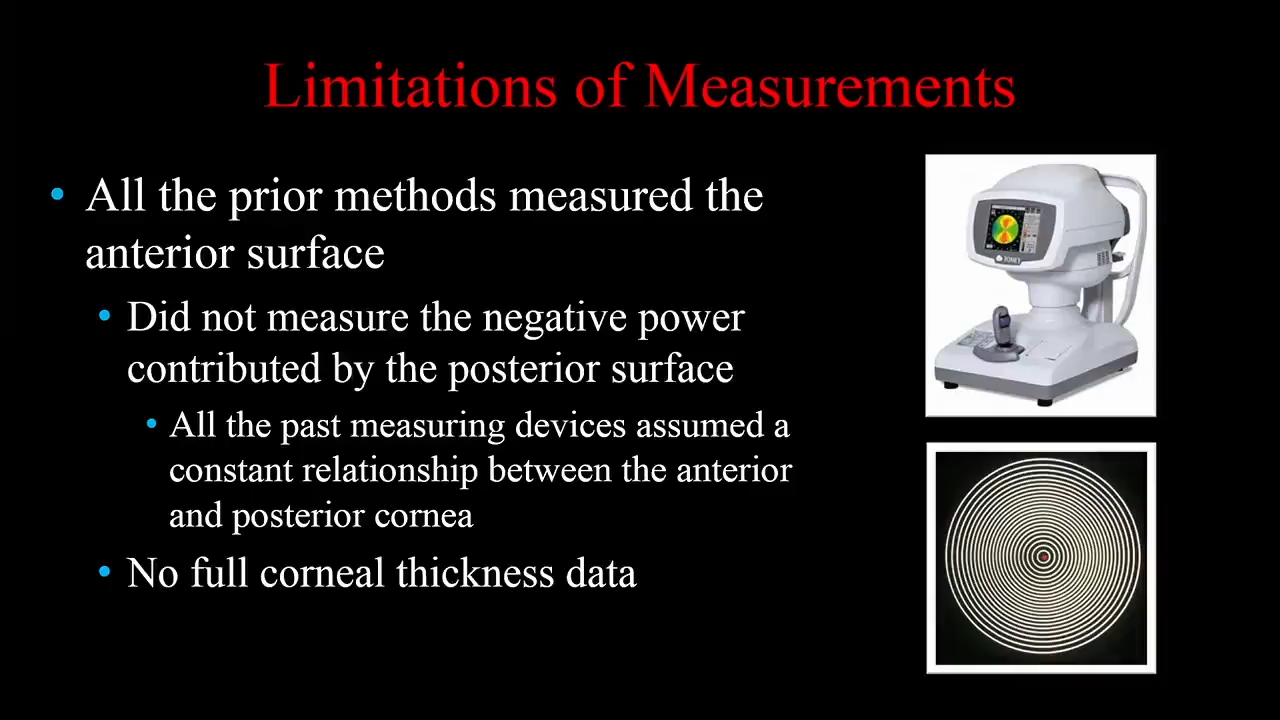 Limitations of Measurements
• All the prior methods measured the
anterior surface
• Did not measure the negative power
contributed by the posterior surface
• All the past measuring devices assumed a
constant relationship between the anterior
and posterior cornea
• No full corneal thickness data
TOMEY